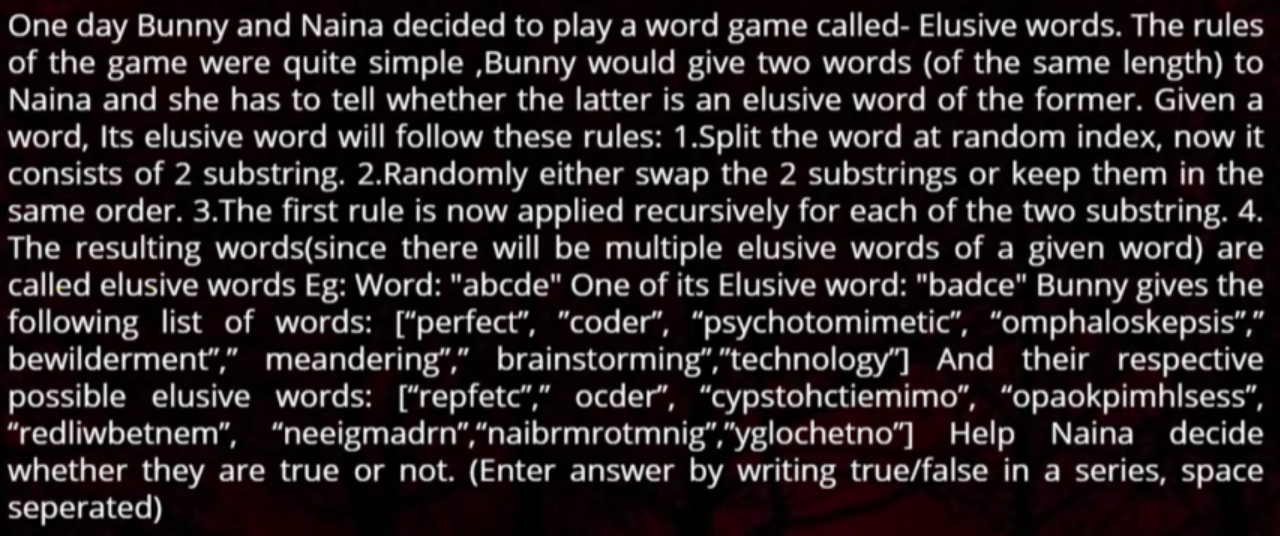 One day Bunny and Naina decided to play a word game called- Elusive words. The rules
of the game were quite simple ,Bunny would give two words (of the same length) to
Naina and she has to tell whether the latter is an elusive word of the former. Given a
word, Its elusive word will follow these rules: 1.Split the word at random index, now it
consists of 2 substring. 2.Randomly either swap the 2 substrings or keep them in the
same order. 3.The first rule is now applied recursively for each of the two substring. 4.
The resulting words(since there will be multiple elusive words of a given word) are
called elusive words Eg: Word: "abcde" One of its Elusive word: "badce" Bunny gives the
following list of words: [“perfect”, ”coder”, “psychotomimetic”, “omphaloskepsis”,”
bewilderment”,” meandering”,” brainstorming”,”technology”] And their respective
possible elusive words: [“repfetc”,” ocder”, “cypstohctiemimo”, “opaokpimhlsess”,
“redliwbetnem”, “neeigmadrn”,“naibrmrotmnig”,”yglochetno”] Help Naina decide
whether they are true or not. (Enter answer by writing true/false in a series, space
seperated)